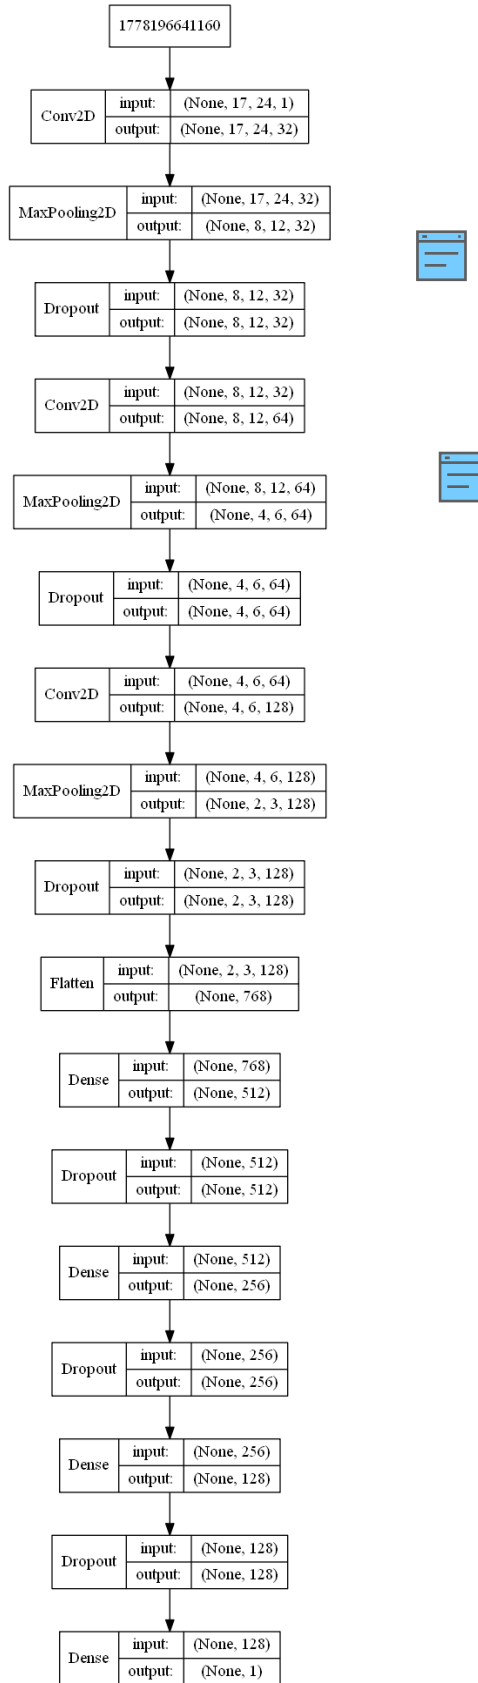 1778196641160
Conv2D
input: (None, 17, 24, 1)
output: (None, 17, 24, 32)
MaxPooling2D
input: (None, 17, 24, 32)
output: (None, 8, 12, 32)
Dropout
input: (None, 8, 12, 32)
output: (None, 8, 12, 32)
Conv2D
input: (None, 8, 12, 32)
output: (None, 8, 12, 64)
MaxPooling2D
input: (None, 8, 12, 64)
output: (None, 4, 6, 64)
Dropout
input: (None, 4, 6, 64)
output: (None, 4, 6, 64)
Conv2D
input: (None, 4, 6, 64)
output: (None, 4, 6, 128)
MaxPooling2D
input: (None, 4, 6, 128)
output: (None, 2, 3, 128)
Dropout
input: (None, 2, 3, 128)
output: (None, 2, 3, 128)
Flatten
input: (None, 2, 3, 128)
output: (None, 768)
Dense
input: (None, 768)
output: (None, 512)
Dropout
input: (None, 512)
output: (None, 512)
Dense
input: (None, 512)
output: (None, 256)
Dropout
input: (None, 256)
output: (None, 256)
Dense
input: (None, 256)
output: (None, 128)
Dropout
input: (None, 128)
output: (None, 128)
Dense
input: (None, 128)
output: (None, 1)